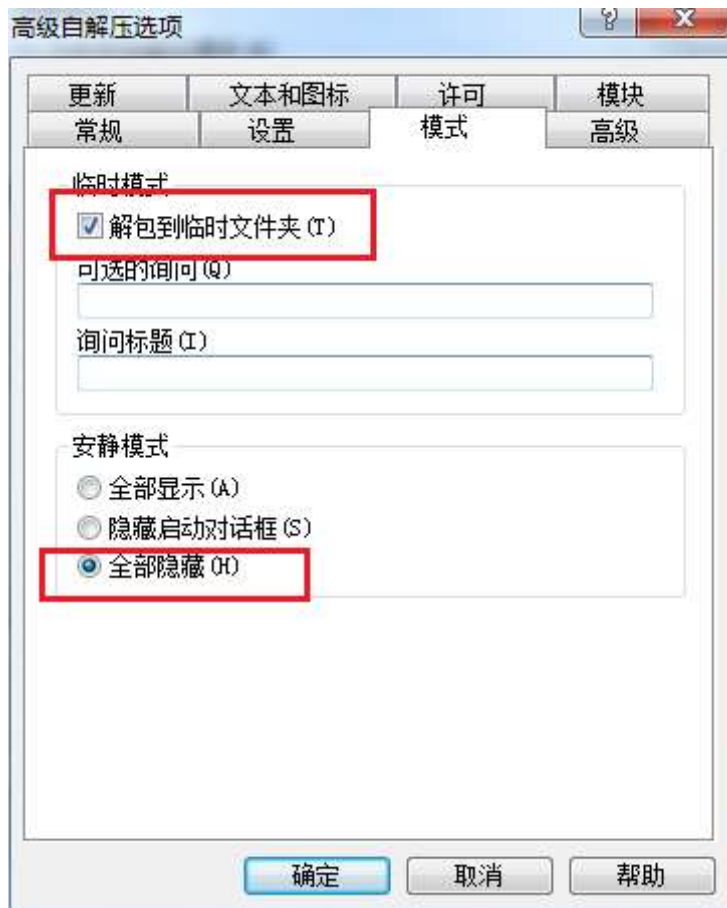 高级自解压选项
更新 文本和图标 许可 模块
常规 设置 模式 高级
临时模式
解包到临时文件夹(T)
可选的询问(Q)
询问标题(I)
安静模式
全部显示(A)
隐藏启动对话框(S)
全部隐藏(H)
确定 取消 帮助